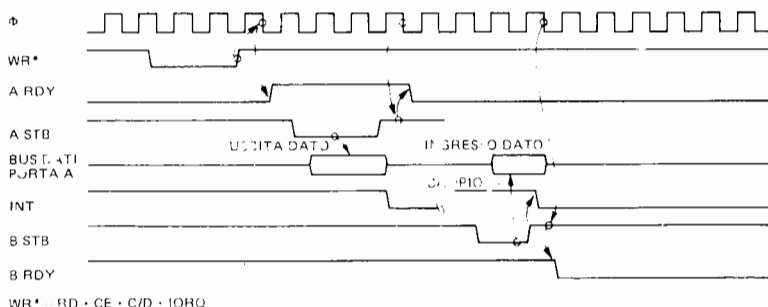 Φ
WR*
A RDY
A STB
USCITA DATO
INGRESSO DATO
BUS DATI
PORTA A
INT
B STB
B RDY
WR* RD • CE • C/D • IORQ